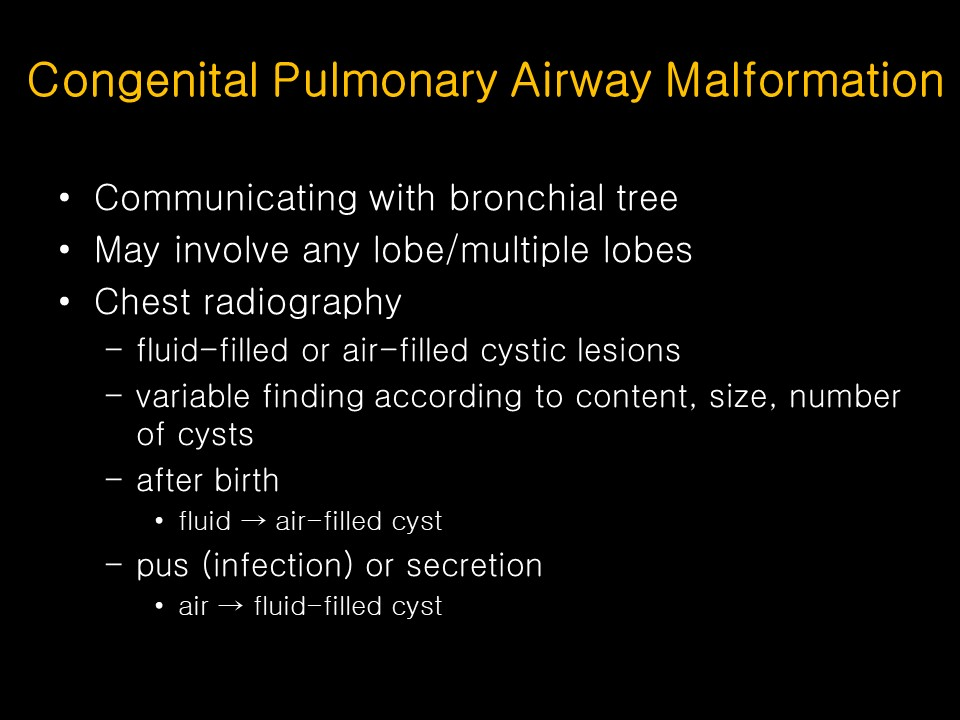 Congenital Pulmonary Airway Malformation
• Communicating with bronchial tree
• May involve any lobe/multiple lobes
• Chest radiography
– fluid-filled or air-filled cystic lesions
– variable finding according to content, size, number
of cysts
– after birth
• fluid → air-filled cyst
– pus (infection) or secretion
• air → fluid-filled cyst